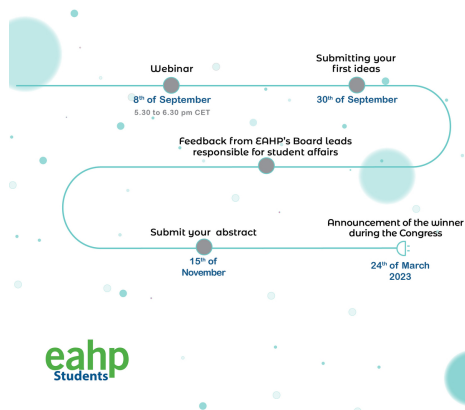 Webinar
8th of September
5.30 to 6.30 pm CET
Submitting your
first ideas
30th of September
Feedback from EAHP's Board leads
responsible for student affairs
Submit your abstract
15th of
November
Announcement of the winner
during the Congress
24th of March
2023
eahp
Students